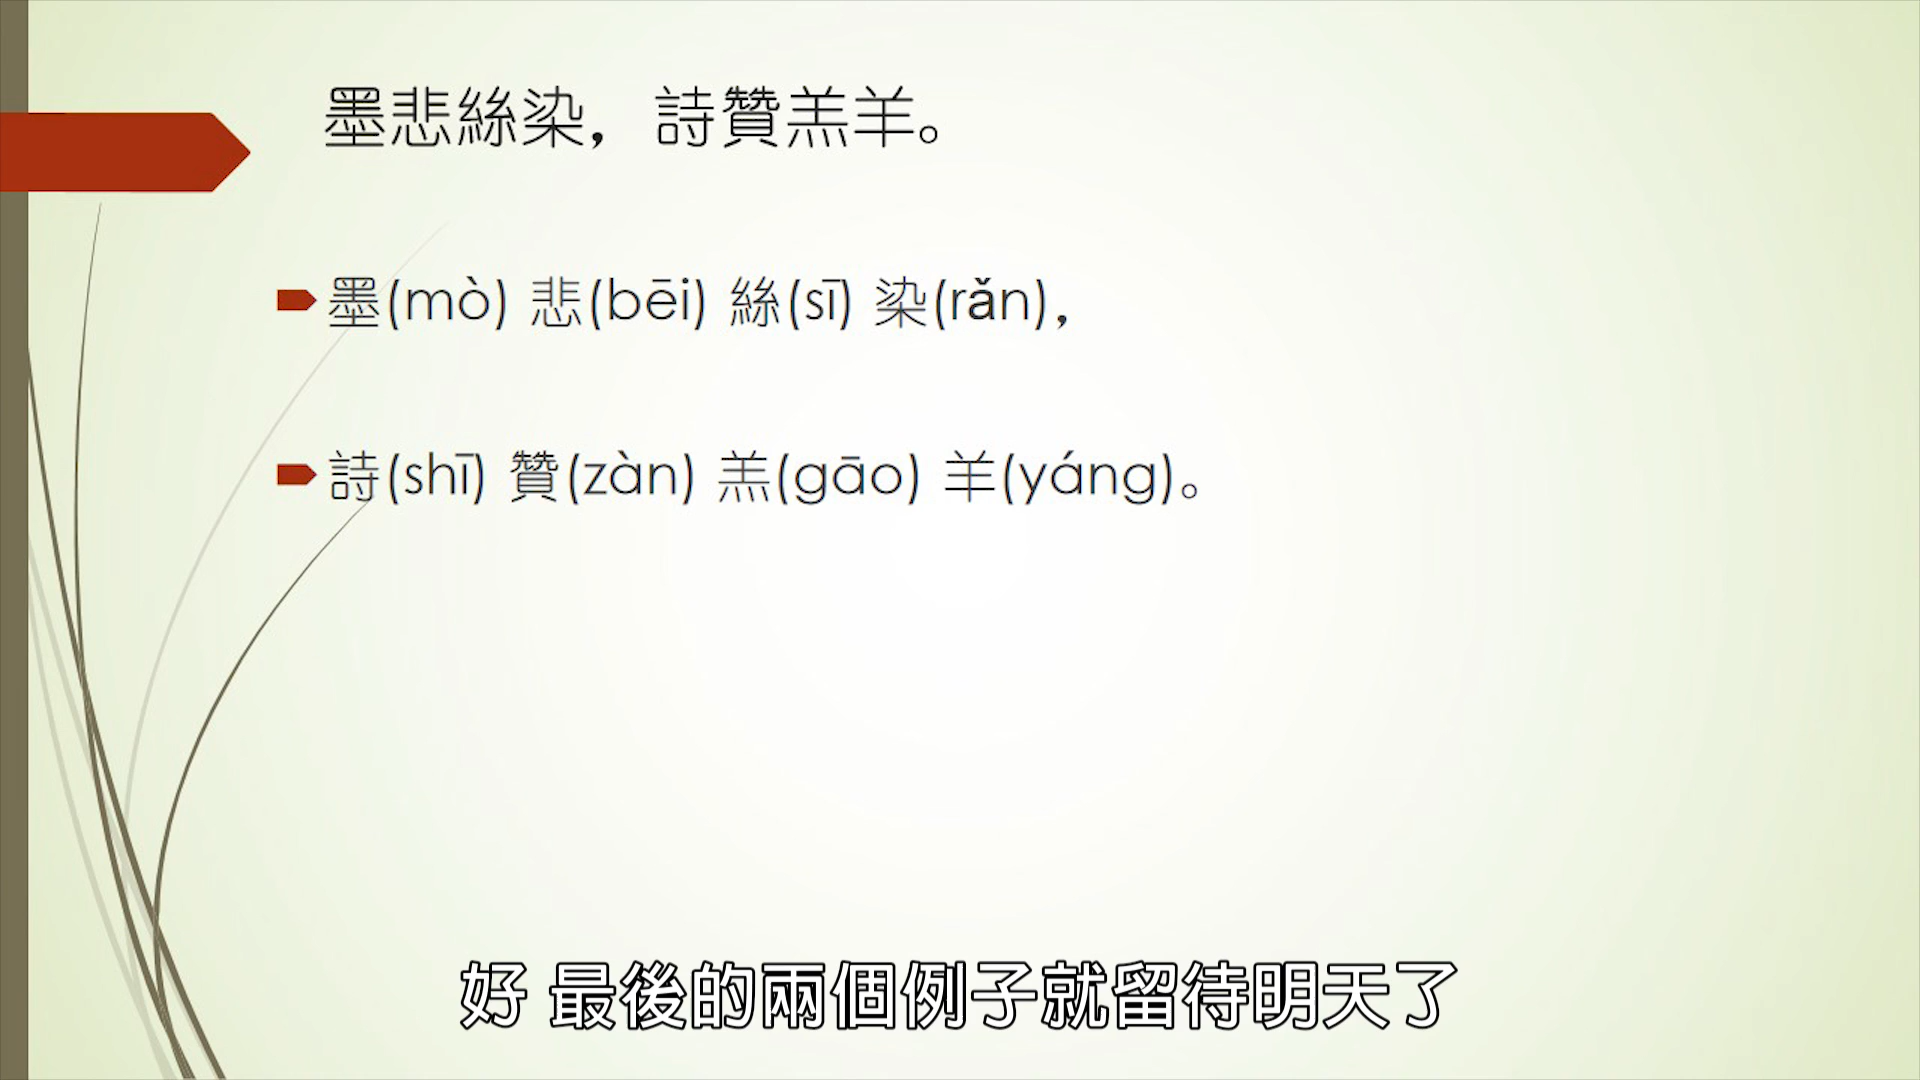 墨悲絲染，詩贊羔羊。
墨(mò) 悲(bēi) 絲(sī) 染(rǎn)，
詩(shī) 贊(zàn) 羔(gāo) 羊(yáng)。
好 最後的兩個例子就留待明天了